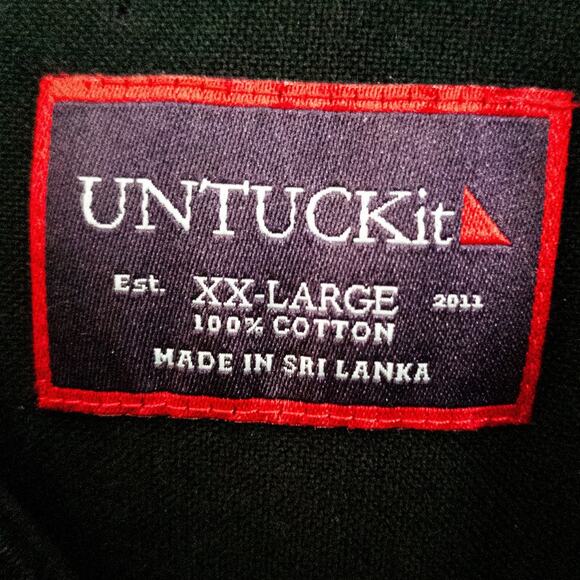 UNTUCKit
Est. XX-LARGE 2011
100% COTTON
MADE IN SRI LANKA